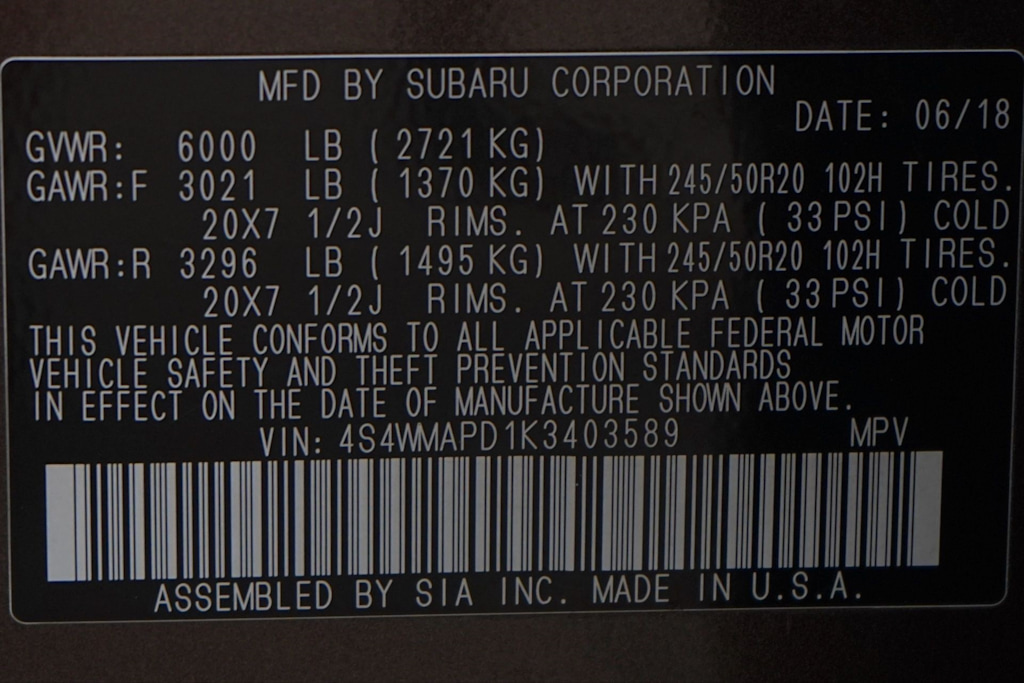 MFD BY SUBARU CORPORATION
DATE: 06/18
GVWR: 6000 LB ( 2721 KG)
GAWR:F 3021 LB ( 1370 KG) WITH 245/50R20 102H TIRES.
20X7 1/2J RIMS. AT 230 KPA ( 33 PSI) COLD
GAWR:R 3296 LB ( 1495 KG) WITH 245/50R20 102H TIRES.
20X7 1/2J RIMS. AT 230 KPA ( 33 PSI) COLD
THIS VEHICLE CONFORMS TO ALL APPLICABLE FEDERAL MOTOR
VEHICLE SAFETY AND THEFT PREVENTION STANDARDS
IN EFFECT ON THE DATE OF MANUFACTURE SHOWN ABOVE.
VIN: 4S4WMAPD1K3403589 MPV
ASSEMBLED BY SIA INC. MADE IN U.S.A.